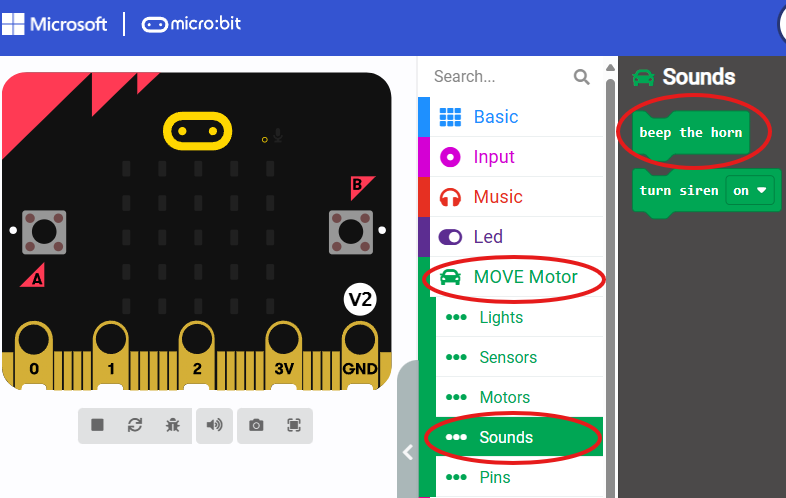 Microsoft
micro:bit
B
A
V2
0
1
2
3V
GND
Search...
Basic
Input
Music
Led
MOVE Motor
Lights
Sensors
Motors
Sounds
Pins
Sounds
beep the horn
turn siren on